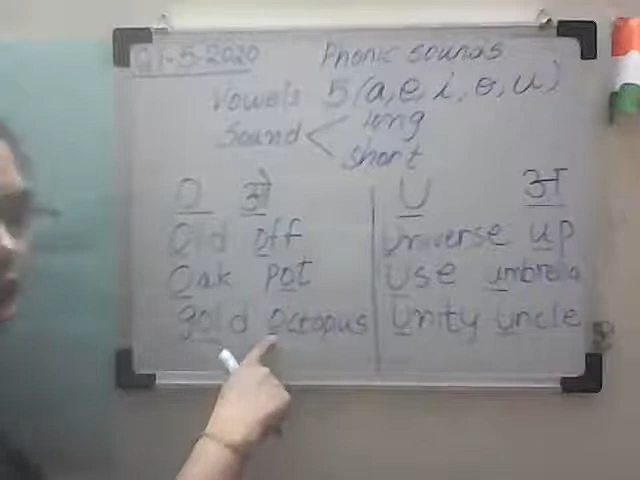 01-5-2020 Phonic sounds
Vowels 5 (a, e, i, o, u)
Sound < long
short
O ओ U अ
Old off Universe up
Oak pot Use umbrella
gold Octopus Unity uncle